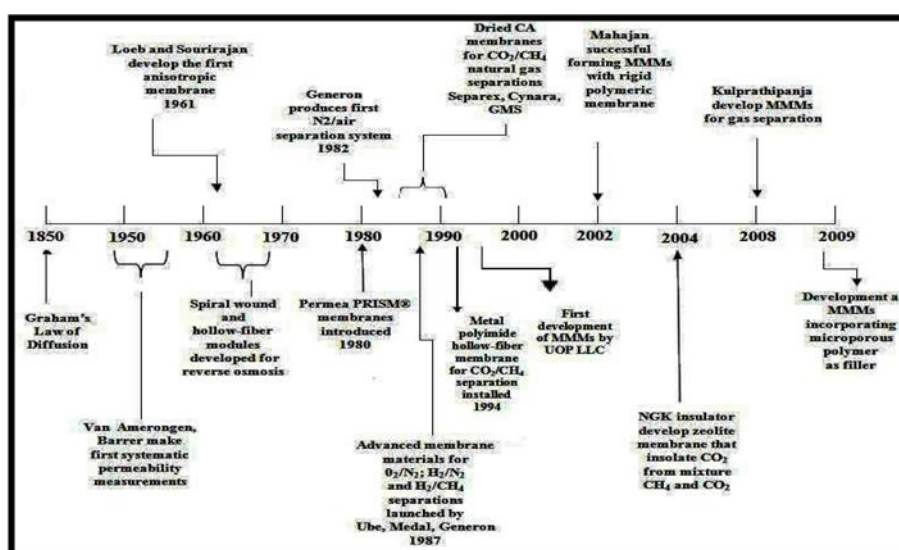 Loeb and Sourirajan
develop the first
anisotropic
membrane
1961
Generon
produces first
N2/air
separation system
1982
Dried CA
membranes
for CO₂/CH₄
natural gas
separations
Separex, Cynara,
GMS
Mahajan
successful
forming MMMs
with rigid
polymeric
membrane
Kulprathipanja
develop MMMs
for gas separation
1850 1950 1960 1970 1980 1990 2000 2002 2004 2008 2009
Graham's
Law of
Diffusion
Van Amerongen,
Barrer make
first systematic
permeability
measurements
Spiral wound
and
hollow-fiber
modules
developed for
reverse osmosis
Permea PRISM®
membranes
introduced
1980
Advanced membrane
materials for
0₂/N₂; H₂/N₂
and H₂/CH₄
separations
launched by
Ube, Medal, Generon
1987
Metal
polyimide
hollow-fiber
membrane
for CO₂/CH₄
separation
installed
1994
First
development
of MMMs by
UOP LLC
NGK insulator
develop zeolite
membrane that
insolate CO₂
from mixture
CH₄ and CO₂
Development a
MMMs
incorporating
microporous
polymer
as filler